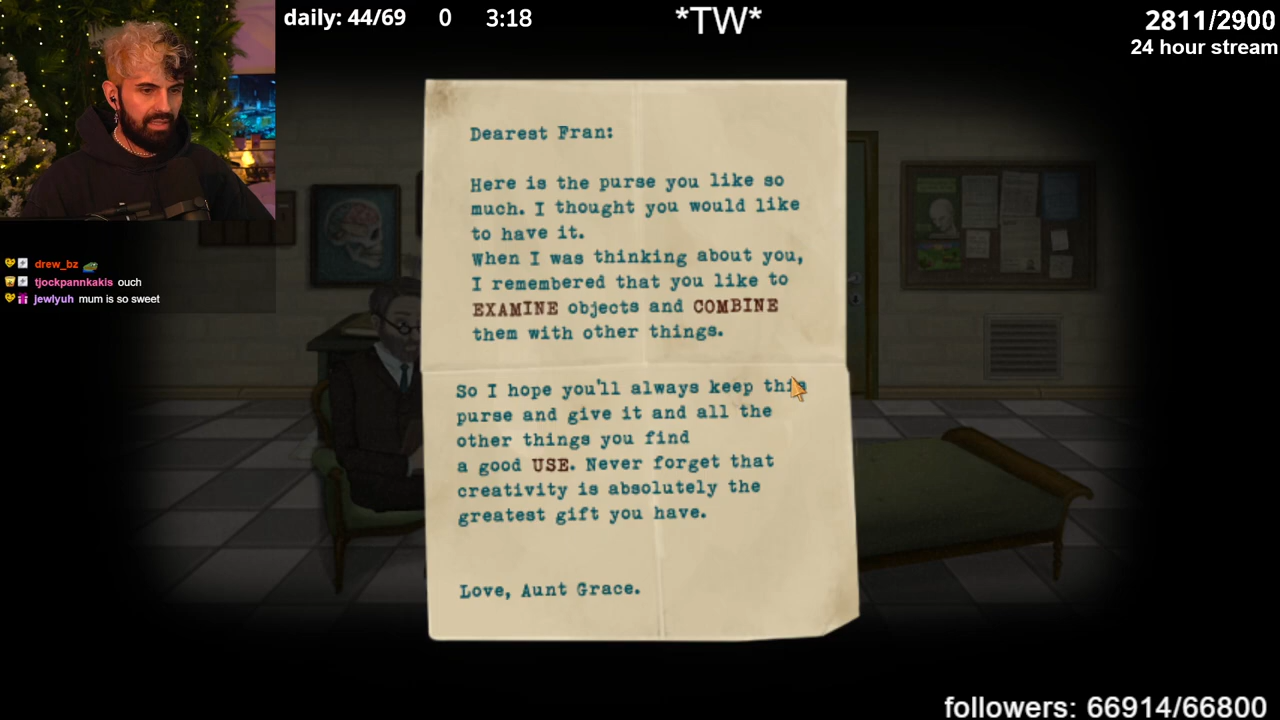 daily: 44/69 0 3:18 *TW* 2811/2900
24 hour stream
drew_bz
tjockpannkakis ouch
jewlyuh mum is so sweet
Dearest Fran:
Here is the purse you like so
much. I thought you would like
to have it.
When I was thinking about you,
I remembered that you like to
EXAMINE objects and COMBINE
them with other things.
So I hope you'll always keep this
purse and give it and all the
other things you find
a good USE. Never forget that
creativity is absolutely the
greatest gift you have.
Love, Aunt Grace.
followers: 66914/66800